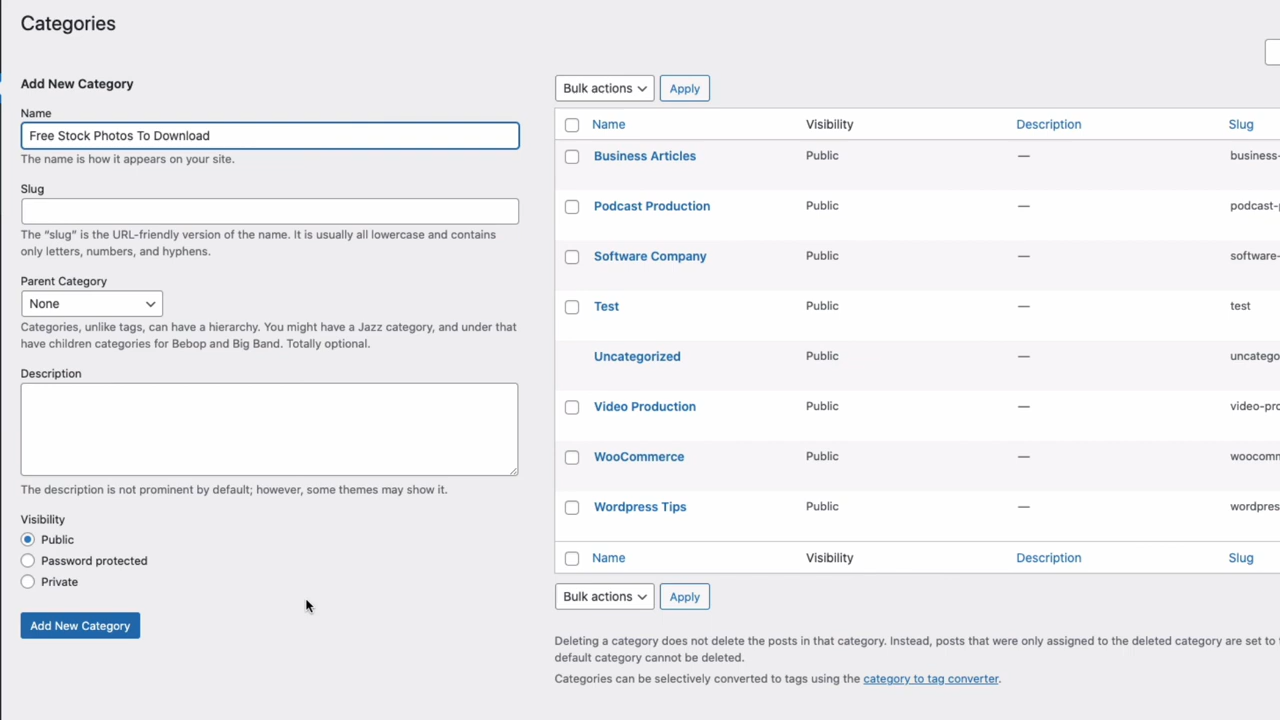 Categories
Add New Category
Name
Free Stock Photos To Download
The name is how it appears on your site.
Slug
The “slug” is the URL-friendly version of the name. It is usually all lowercase and contains
only letters, numbers, and hyphens.
Parent Category
None
Categories, unlike tags, can have a hierarchy. You might have a Jazz category, and under that
have children categories for Bebop and Big Band. Totally optional.
Description
The description is not prominent by default; however, some themes may show it.
Visibility
Public
Password protected
Private
Add New Category
Bulk actions Apply
Name Visibility Description Slug
Business Articles Public — business-
Podcast Production Public — podcast-
Software Company Public — software-
Test Public — test
Uncategorized Public — uncatego
Video Production Public — video-pro
WooCommerce Public — woocomm
Wordpress Tips Public — wordpres
Name Visibility Description Slug
Bulk actions Apply
Deleting a category does not delete the posts in that category. Instead, posts that were only assigned to the deleted category are set to
default category cannot be deleted.
Categories can be selectively converted to tags using the category to tag converter.